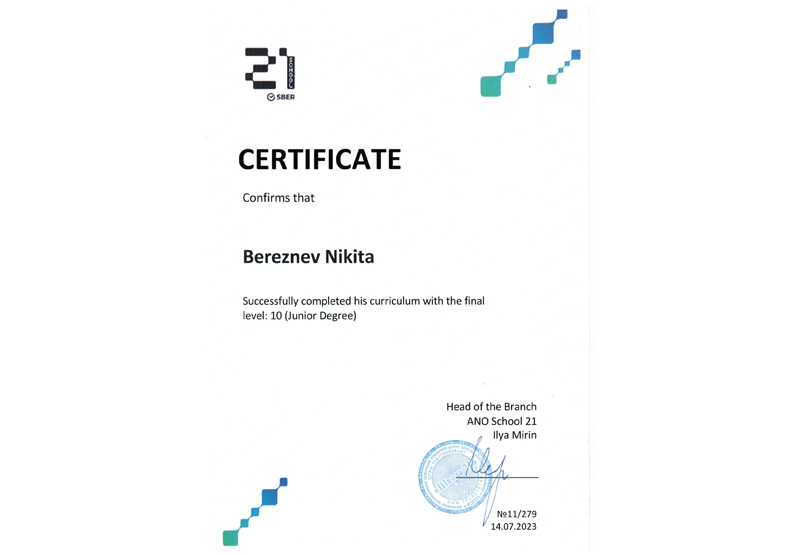 21
SCHOOL
SBER
CERTIFICATE
Confirms that
Bereznev Nikita
Successfully completed his curriculum with the final
level: 10 (Junior Degree)
Head of the Branch
ANO School 21
Ilya Mirin
№11/279
14.07.2023